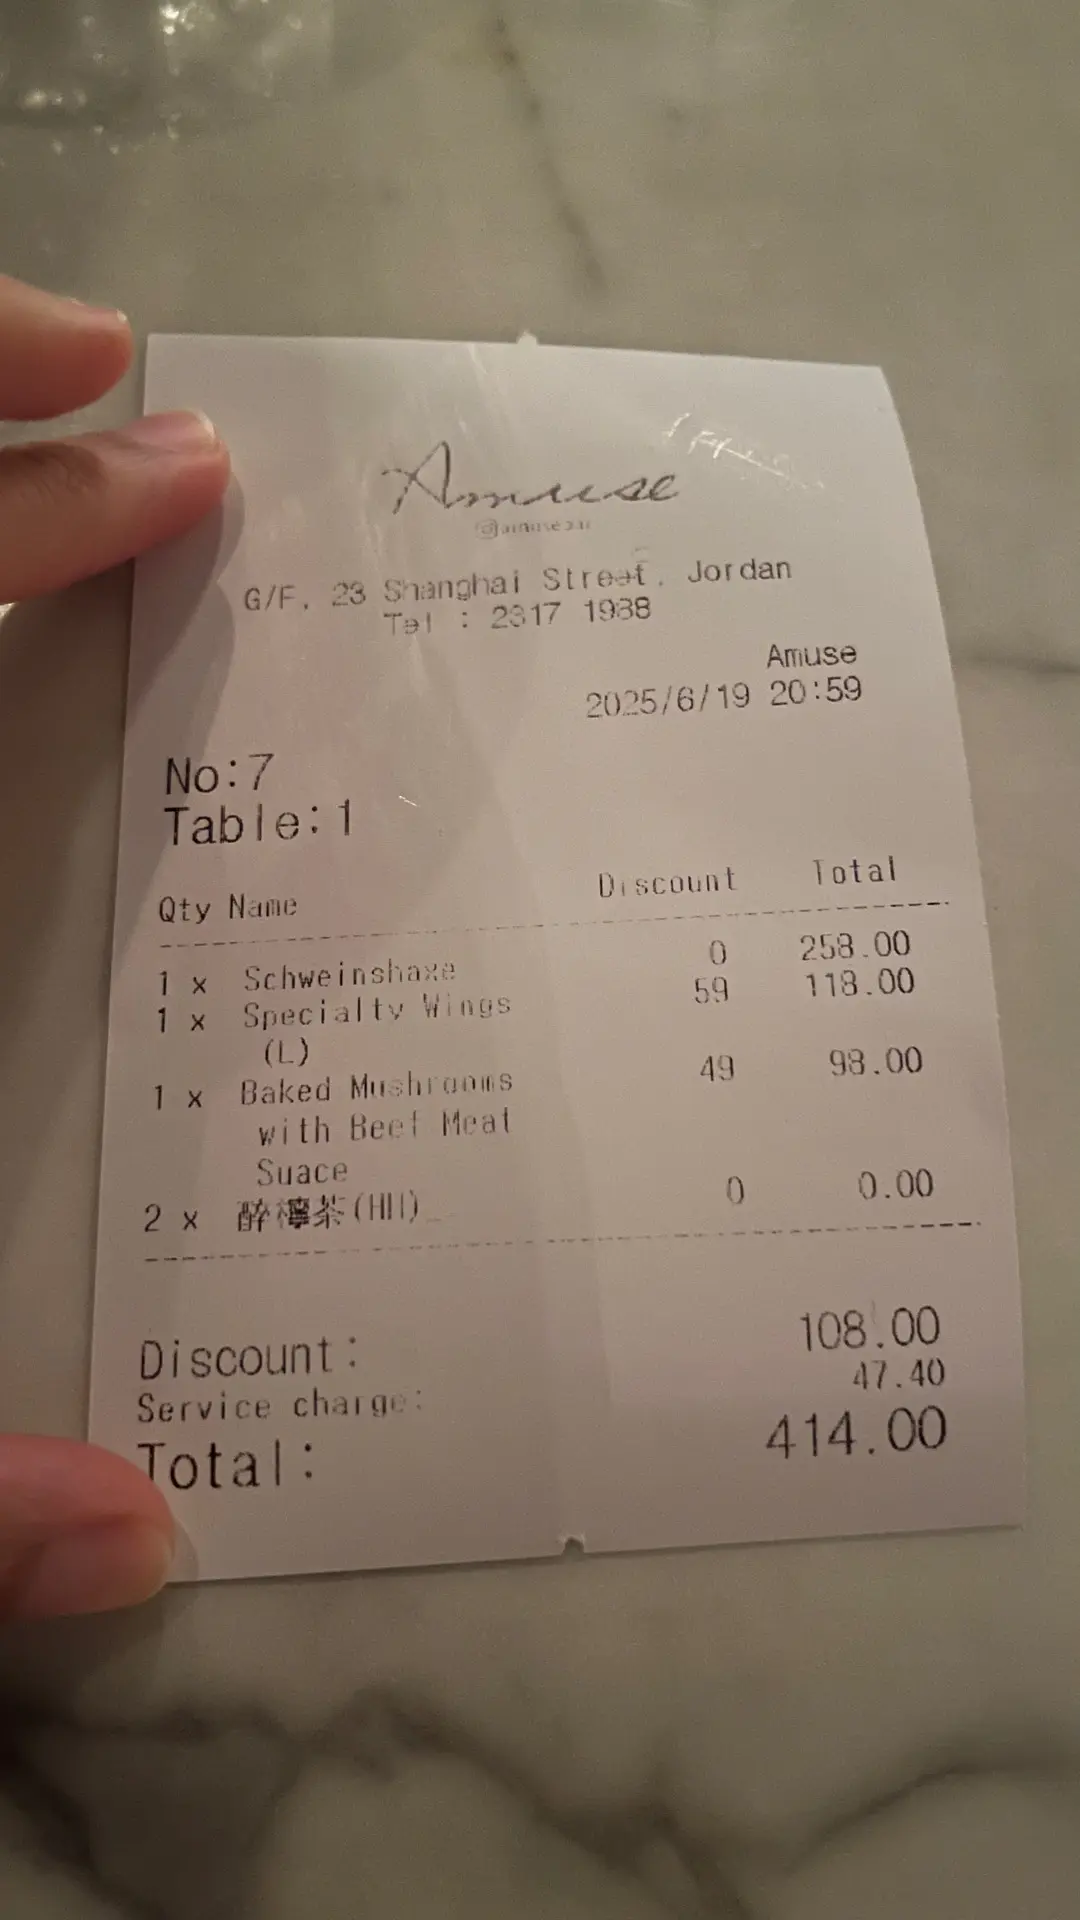 Amuse
G/F, 23 Shanghai Street, Jordan
Tel : 2317 1988
Amuse
2025/6/19 20:59
No:7
Table:1
Qty Name Discount Total
1 x Schweinshaxe 0 258.00
1 x Specialty Wings 59 118.00
(L)
1 x Baked Mushrooms 49 98.00
with Beef Meat
Suace
2 x 醉檸茶(HH) 0 0.00
Discount: 108.00
Service charge: 47.40
Total: 414.00